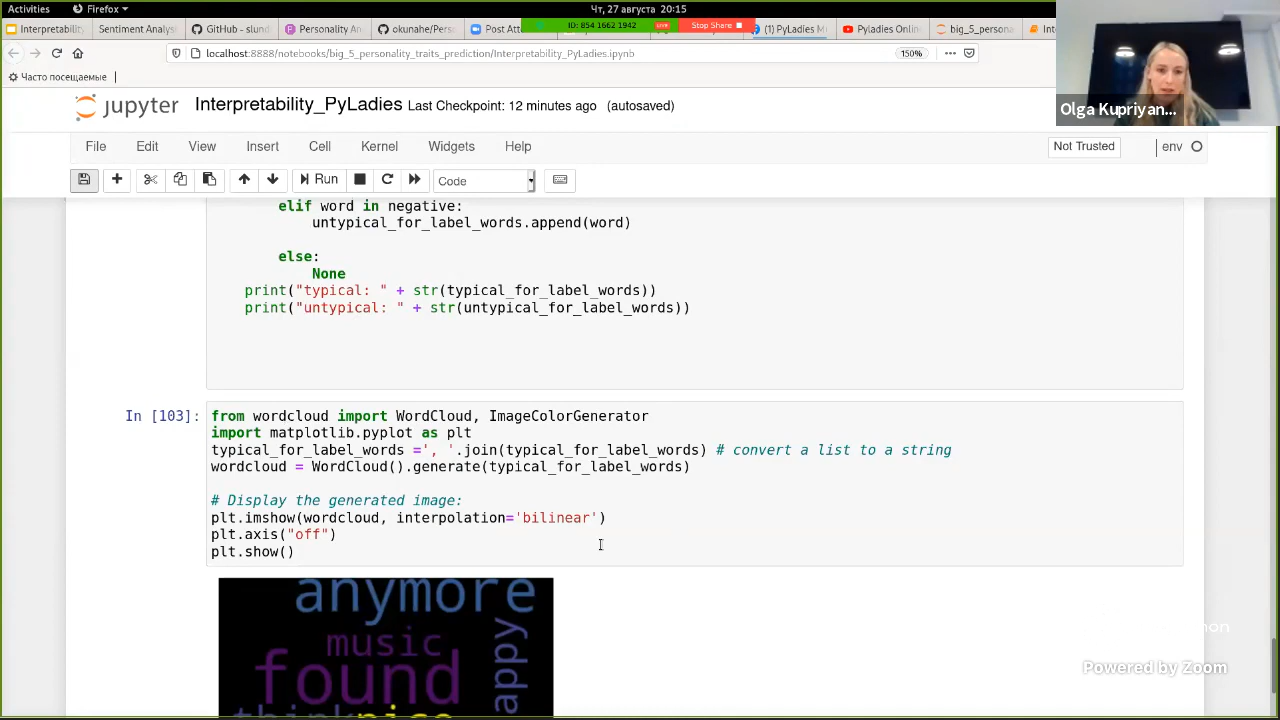 Activities
Firefox
Чт, 27 августа 20:15
ID: 854 1662 1942
LIVE
Stop Share
Interpretability
Sentiment Analys
GitHub - slund
Personality an
okunahe/perso
Post Att
(1) PyLadies M
Pyladies Online
big_5_persona
Int
localhost:8888/notebooks/big_5_personality_traits_prediction/Interpretability_PyLadies.ipynb
150%
Часто посещаемые
Olga Kupriyan...
jupyter
Interpretability_PyLadies Last Checkpoint: 12 minutes ago (autosaved)
File Edit View Insert Cell Kernel Widgets Help
Not Trusted
env
Run
Code
elif word in negative:
untypical_for_label_words.append(word)
else:
None
print("typical: " + str(typical_for_label_words))
print("untypical: " + str(untypical_for_label_words))
In [103]:
from wordcloud import WordCloud, ImageColorGenerator
import matplotlib.pyplot as plt
typical_for_label_words =', '.join(typical_for_label_words) # convert a list to a string
wordcloud = WordCloud().generate(typical_for_label_words)
# Display the generated image:
plt.imshow(wordcloud, interpolation='bilinear')
plt.axis("off")
plt.show()
anymore
music
found
appy
think
nice
Powered by Zoom